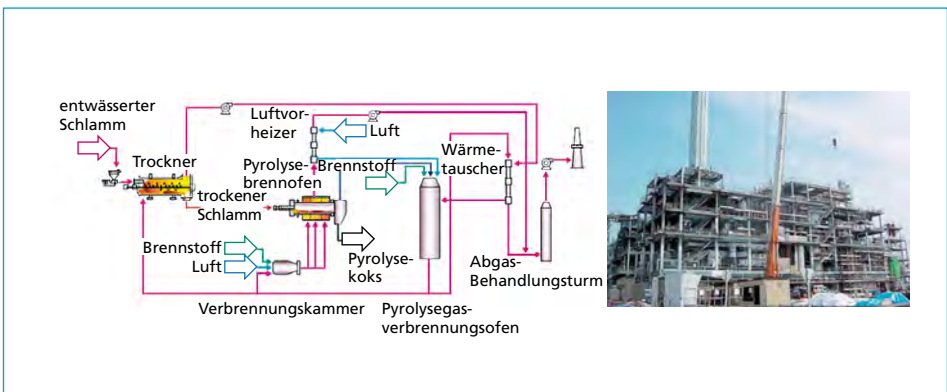 entwässerter
Schlamm
Trockner
Luftvor-
heizer
Luft
Pyrolyse-
brennofen
Brennstoff
Wärme-
tauscher
trockener
Schlamm
Brennstoff
Luft
Pyrolyse-
koks
Abgas-
Behandlungsturm
Verbrennungskammer
Pyrolysegas-
verbrennungsofen